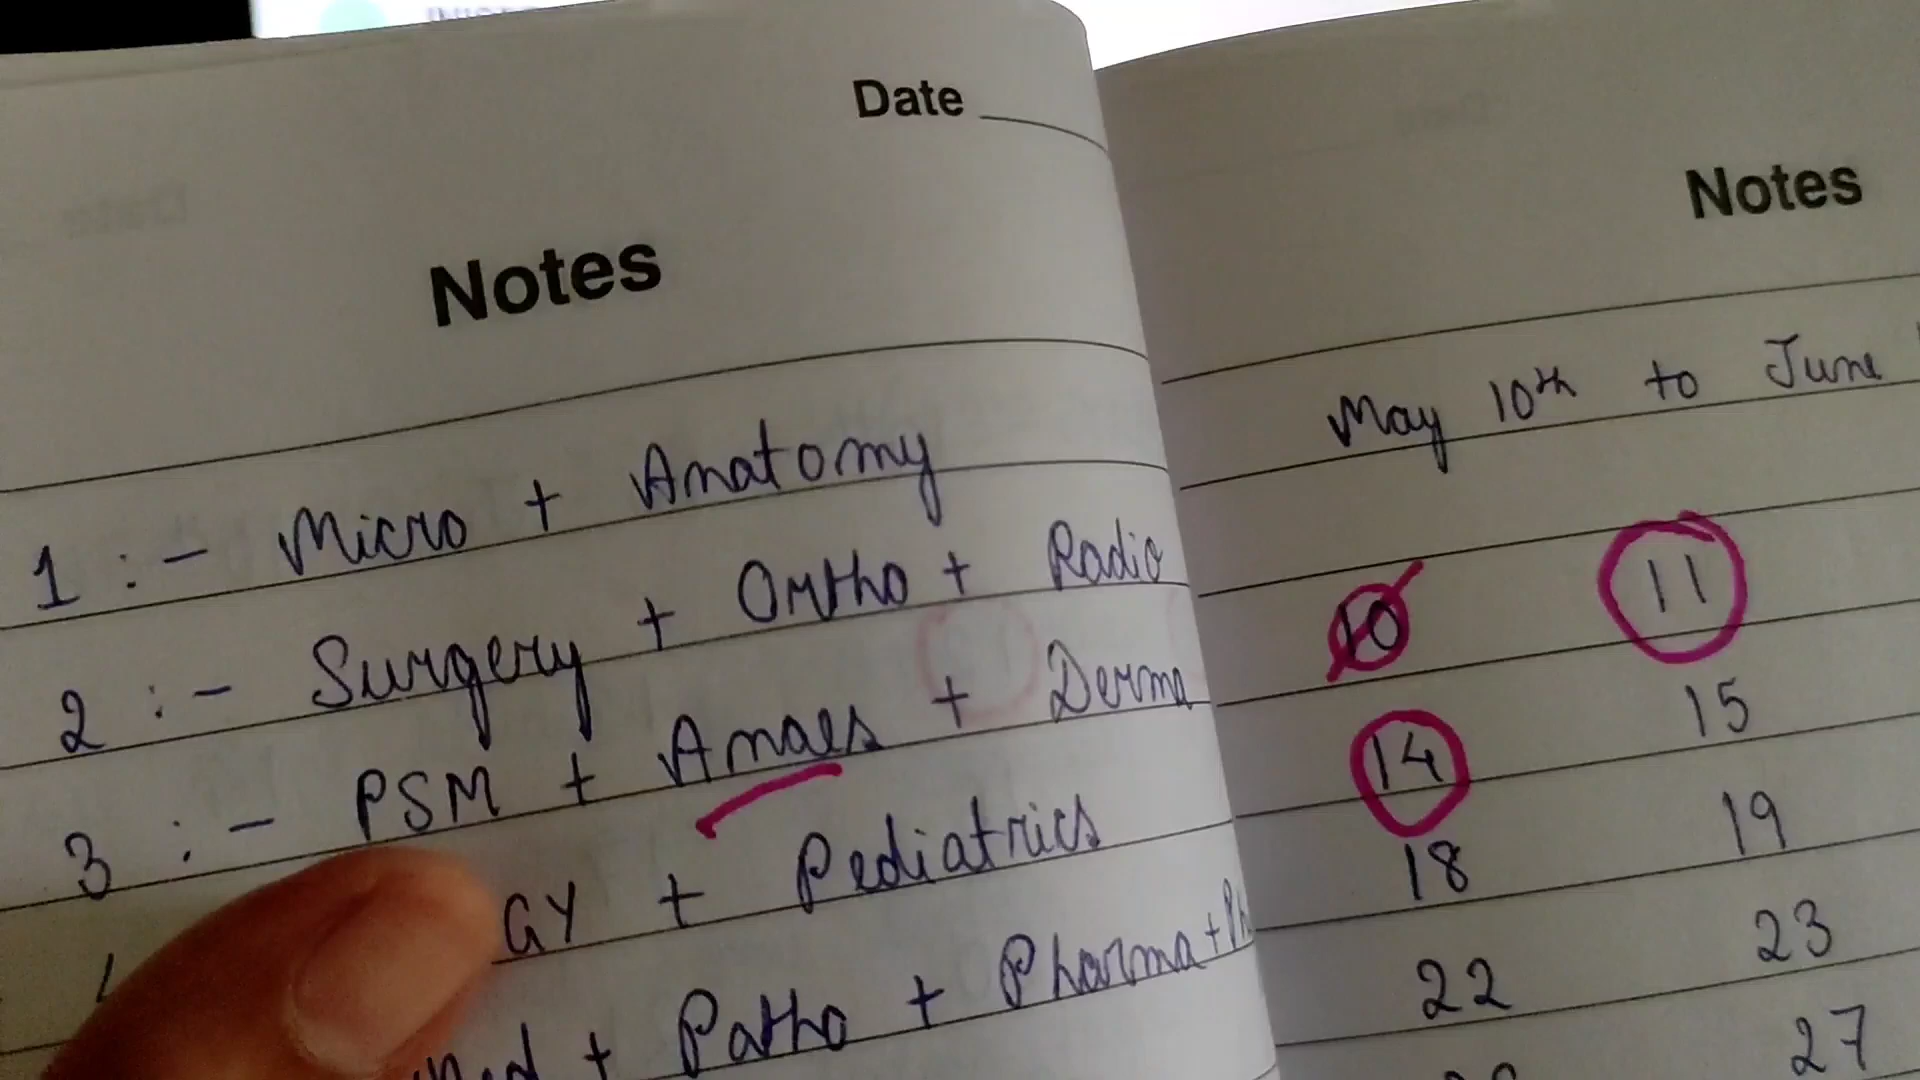 Date
Notes
1 :- Micro + Anatomy
2 :- Surgery + Ortho + Radio
3 :- PSM + Anaes + Derma
GY + Pediatrics
+ Patho + Pharma +
Notes
May 10th to June
10 11
14 15
18 19
22 23
27